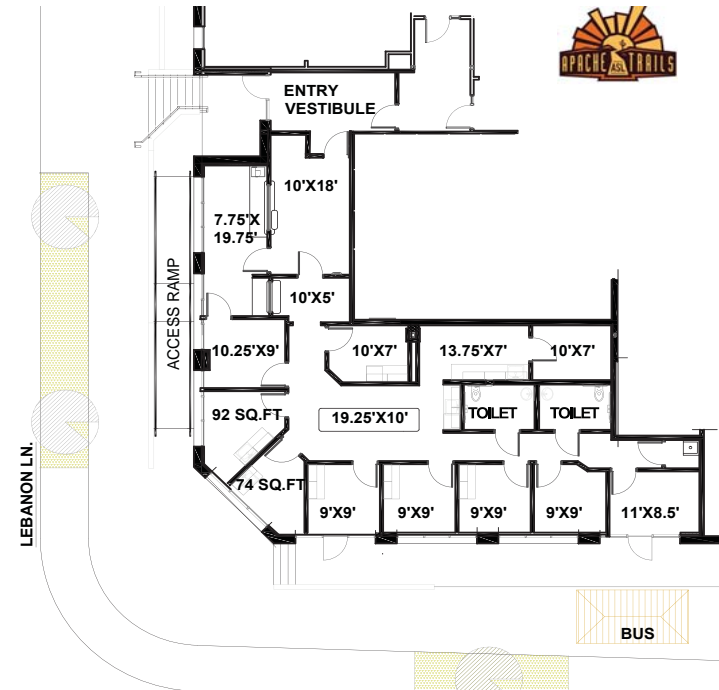 APACHE TRAILS
ASL
ENTRY
VESTIBULE
10'X18'
7.75'X
19.75'
ACCESS RAMP
10'X5'
10.25'X9'
10'X7'
13.75'X7'
10'X7'
92 SQ.FT
19.25'X10'
TOILET
TOILET
LEBANON LN.
74 SQ.FT
9'X9'
9'X9'
9'X9'
9'X9'
11'X8.5'
BUS